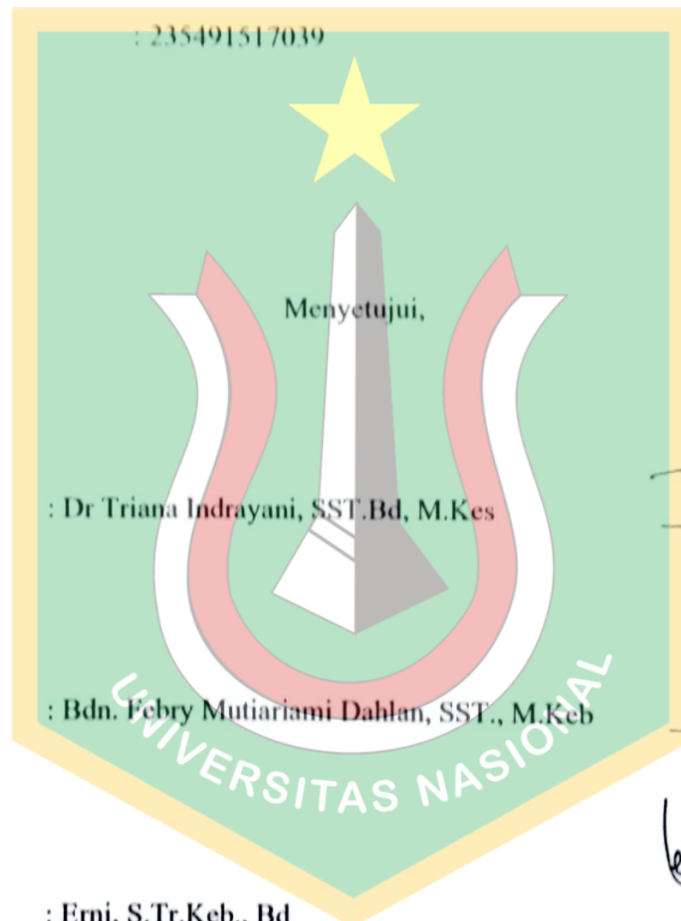 : 235491517039
Menyetujui,
: Dr Triana Indrayani, SST.Bd, M.Kes
: Bdn. Febry Mutiariami Dahlan, SST., M.Keb
UNIVERSITAS NASIONAL
: Erni, S.Tr.Keb., Bd